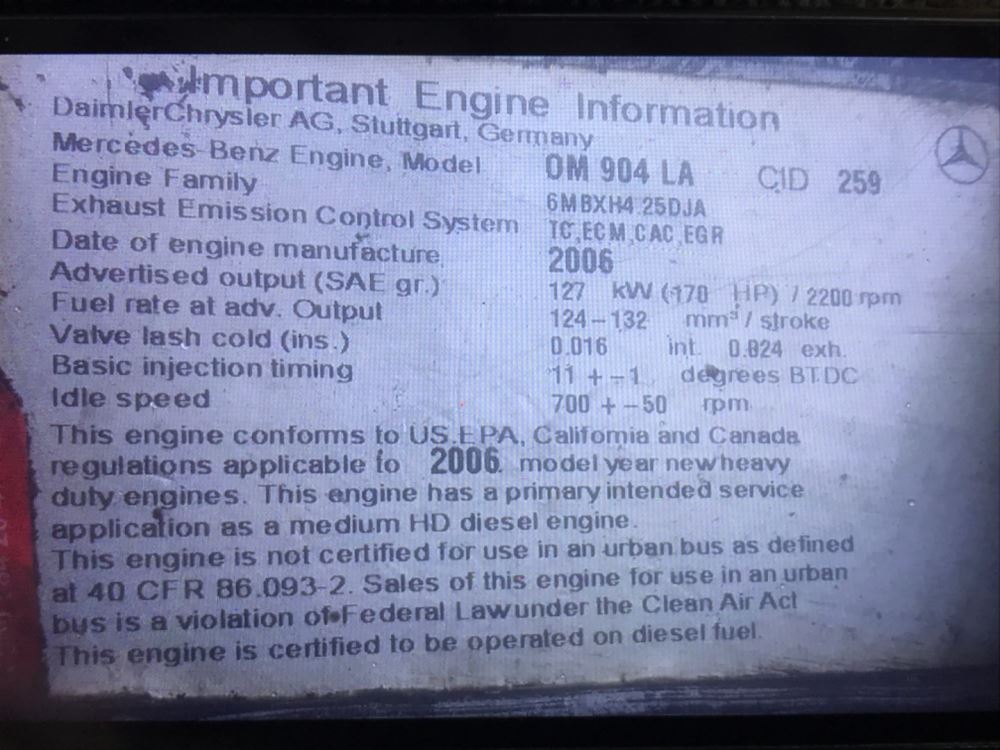 Important Engine Information
DaimlerChrysler AG, Stuttgart, Germany
Mercedes-Benz Engine, Model OM 904 LA CID 259
Engine Family 6MBXH4.25DJA
Exhaust Emission Control System TC,ECM,CAC,EGR
Date of engine manufacture 2006
Advertised output (SAE gr.) 127 kW (170 HP) / 2200 rpm
Fuel rate at adv. Output 124-132 mm³ / stroke
Valve lash cold (ins.) 0.016 int. 0.024 exh.
Basic injection timing 11 +-1 degrees BTDC
Idle speed 700 +-50 rpm
This engine conforms to US.EPA, California and Canada
regulations applicable to 2006 model year new heavy
duty engines. This engine has a primary intended service
application as a medium HD diesel engine.
This engine is not certified for use in an urban bus as defined
at 40 CFR 86.093-2. Sales of this engine for use in an urban
bus is a violation of Federal Law under the Clean Air Act
This engine is certified to be operated on diesel fuel.